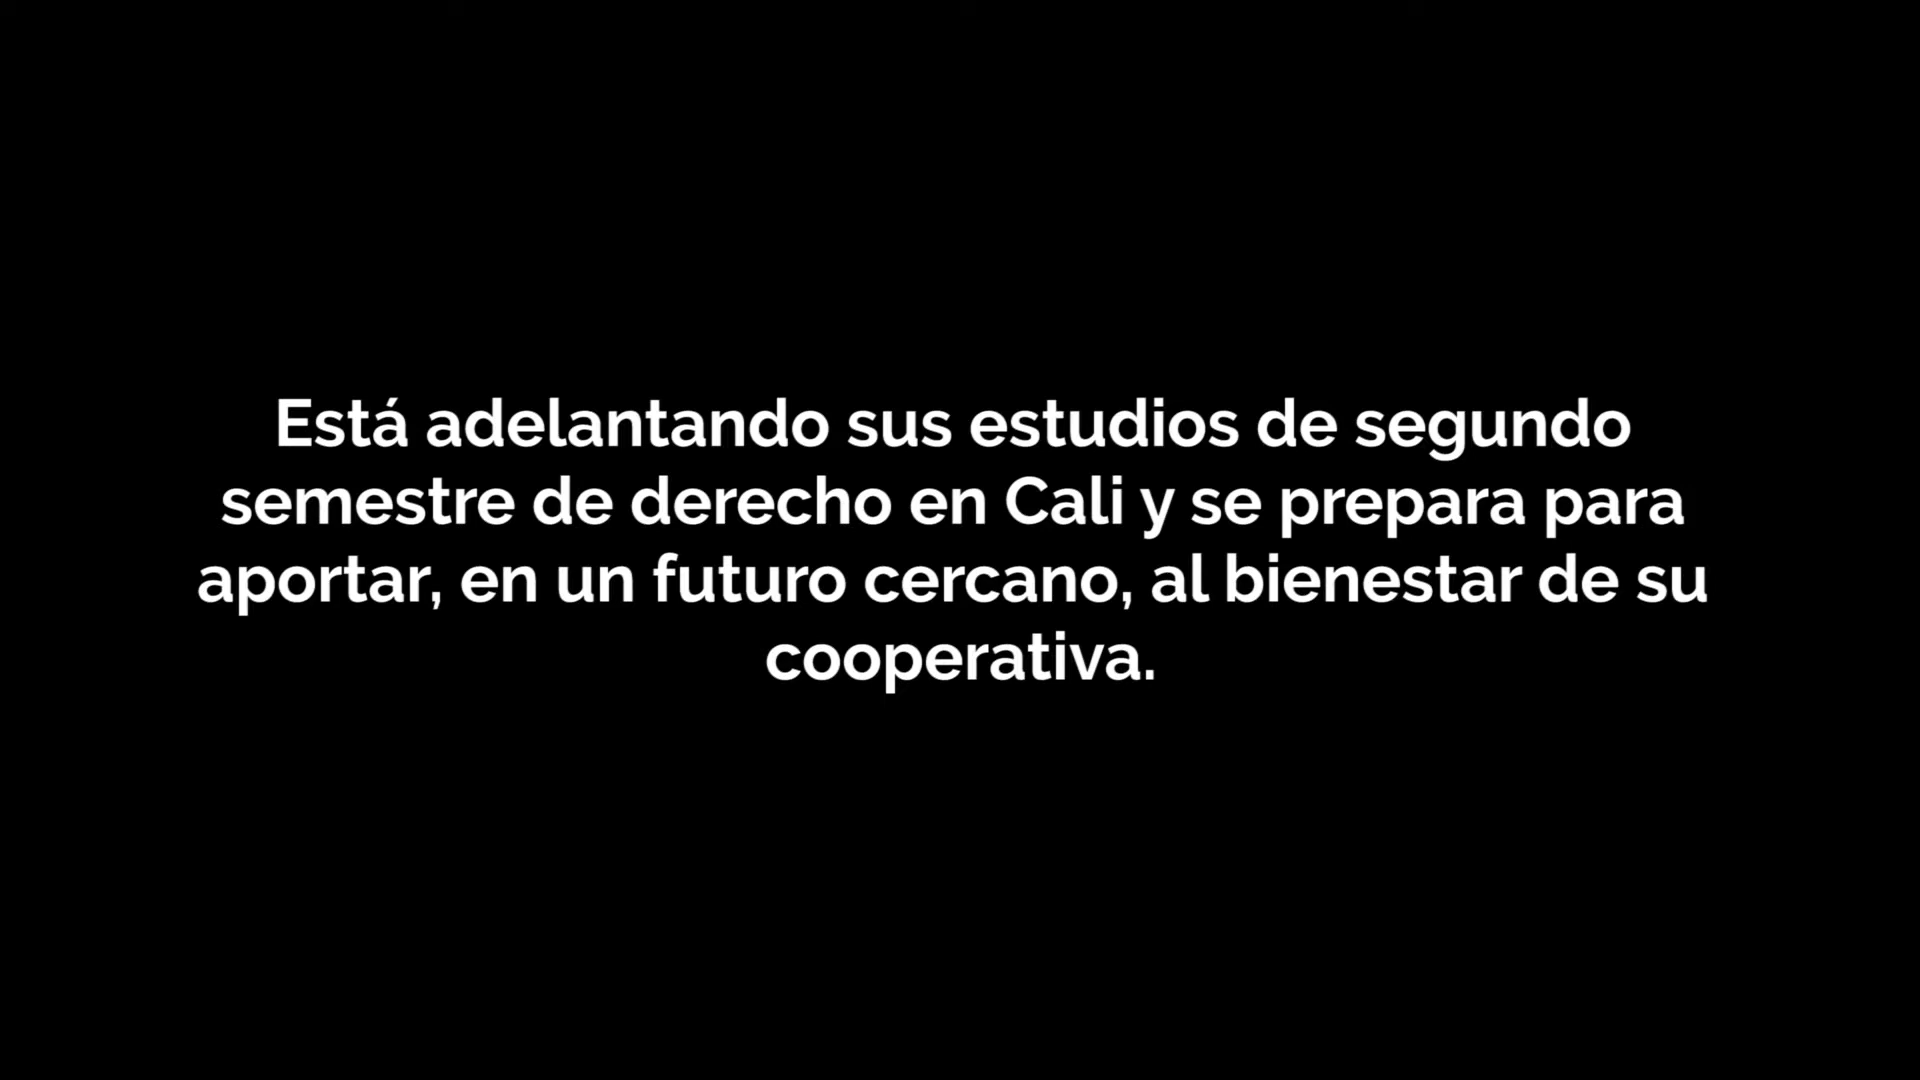 Está adelantando sus estudios de segundo
semestre de derecho en Cali y se prepara para
aportar, en un futuro cercano, al bienestar de su
cooperativa.